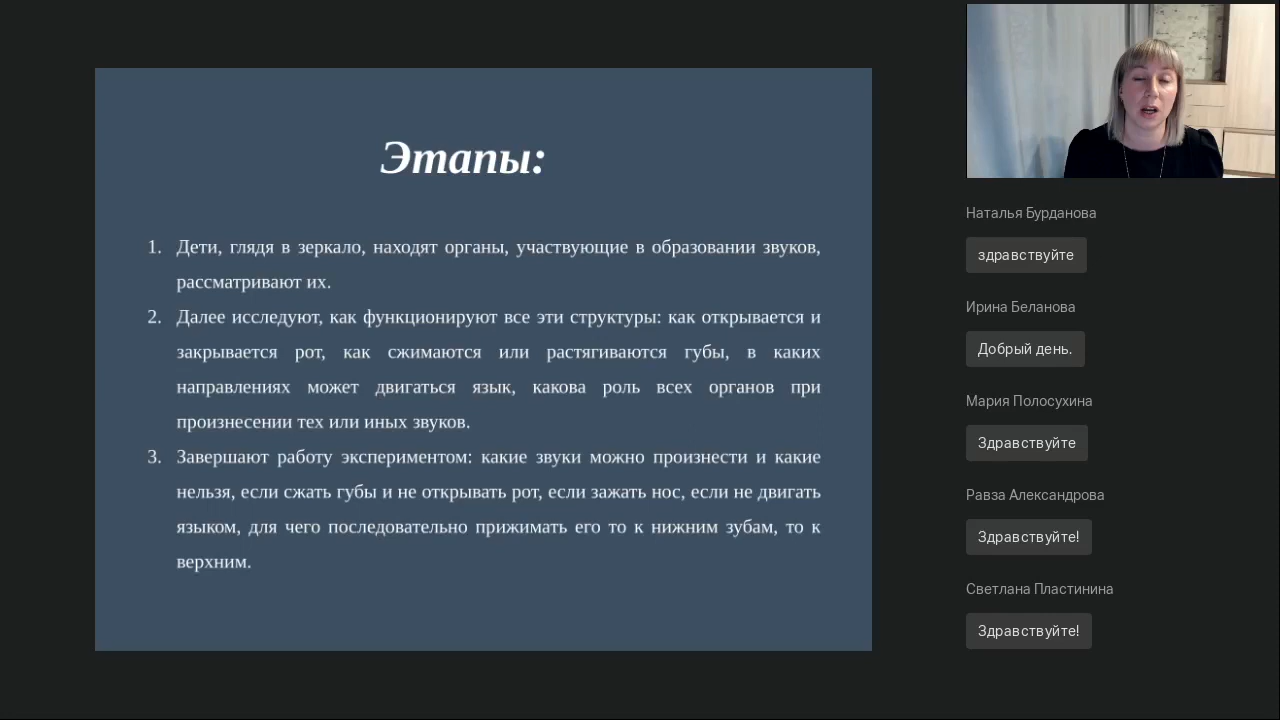 Этапы:
1. Дети, глядя в зеркало, находят органы, участвующие в образовании звуков,
рассматривают их.
2. Далее исследуют, как функционируют все эти структуры: как открывается и
закрывается рот, как сжимаются или растягиваются губы, в каких
направлениях может двигаться язык, какова роль всех органов при
произнесении тех или иных звуков.
3. Завершают работу экспериментом: какие звуки можно произнести и какие
нельзя, если сжать губы и не открывать рот, если зажать нос, если не двигать
языком, для чего последовательно прижимать его то к нижним зубам, то к
верхним.
Наталья Бурданова
здравствуйте
Ирина Беланова
Добрый день.
Мария Полосухина
Здравствуйте
Равза Александрова
Здравствуйте!
Светлана Пластинина
Здравствуйте!